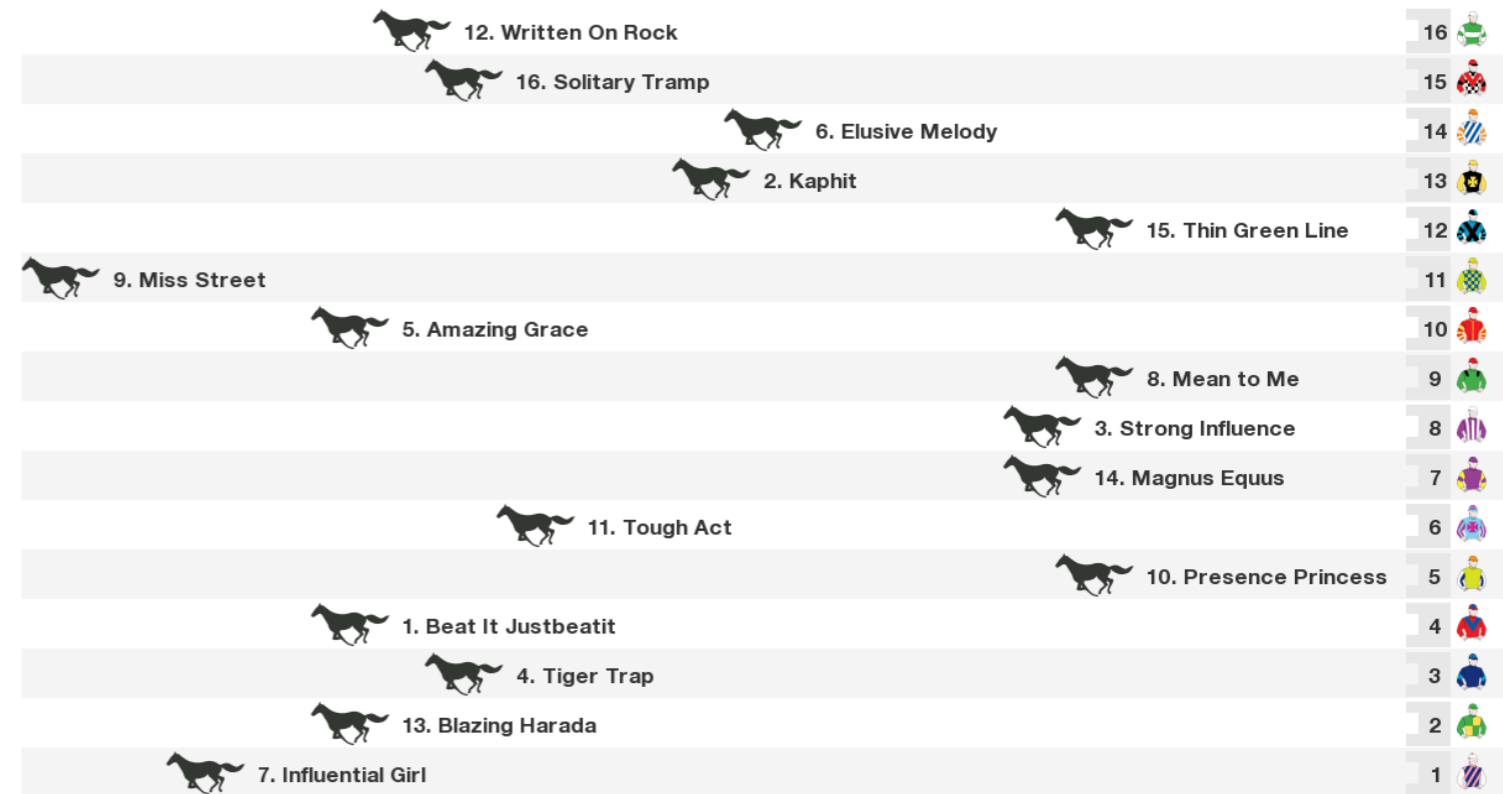 12. Written On Rock 16
16. Solitary Tramp 15
6. Elusive Melody 14
2. Kaphit 13
15. Thin Green Line 12
9. Miss Street 11
5. Amazing Grace 10
8. Mean to Me 9
3. Strong Influence 8
14. Magnus Equus 7
11. Tough Act 6
10. Presence Princess 5
1. Beat It Justbeatit 4
4. Tiger Trap 3
13. Blazing Harada 2
7. Influential Girl 1